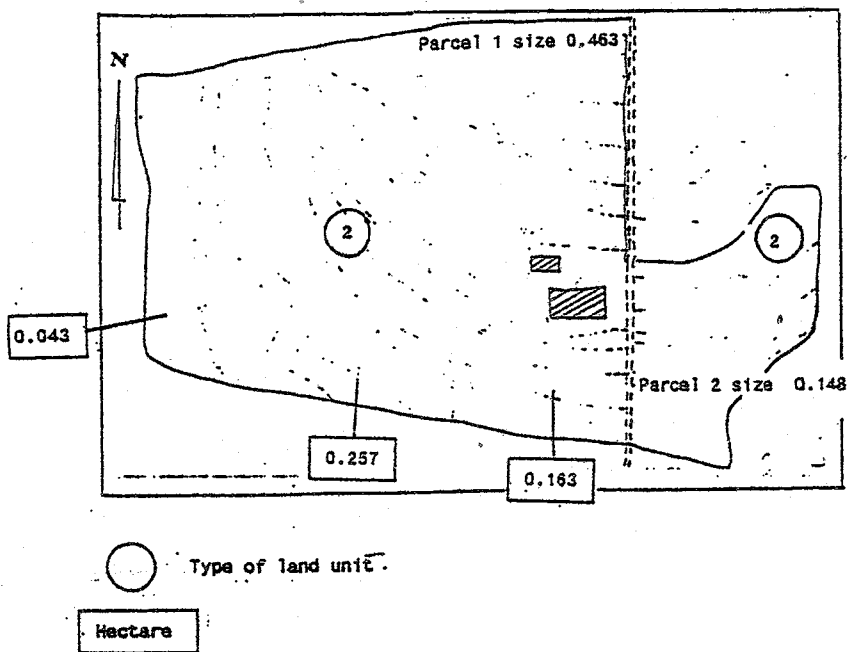 Parcel 1 size 0.463
N
2
2
0.043
Parcel 2 size 0.148
0.257
0.163
Type of land unit.
Hectare